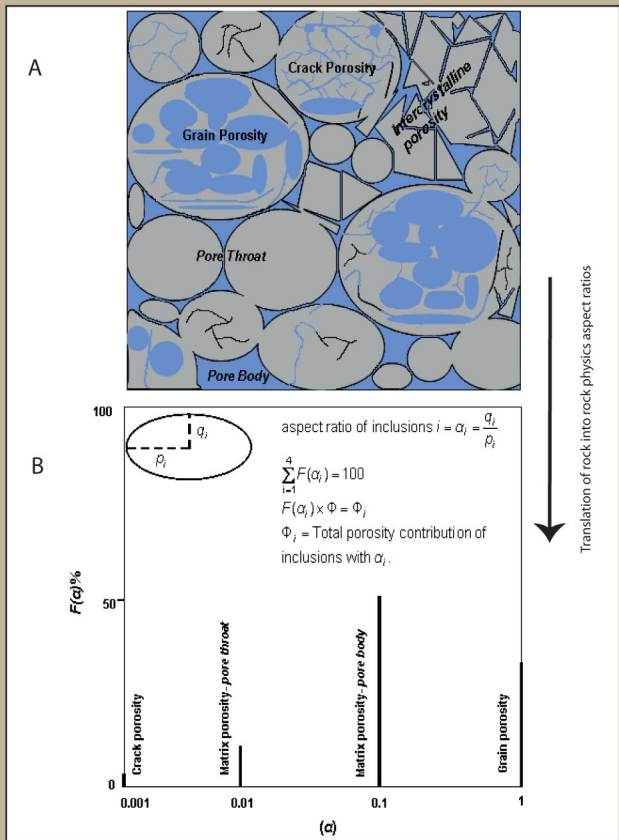 A
Crack Porosity
Intercrystalline
porosity
Grain Porosity
Pore Throat
Pore Body
Translation of rock into rock physics aspect ratios
B
100
50
0
F(α)%
qᵢ
pᵢ
aspect ratio of inclusions i = αᵢ = qᵢ/pᵢ
4
∑ F(αᵢ) = 100
i=1
F(αᵢ) x Φ = Φᵢ
Φᵢ = Total porosity contribution of
inclusions with αᵢ.
Crack porosity
Matrix porosity- pore throat
Matrix porosity- pore body
Grain porosity
0.001
0.01
0.1
1
(α)